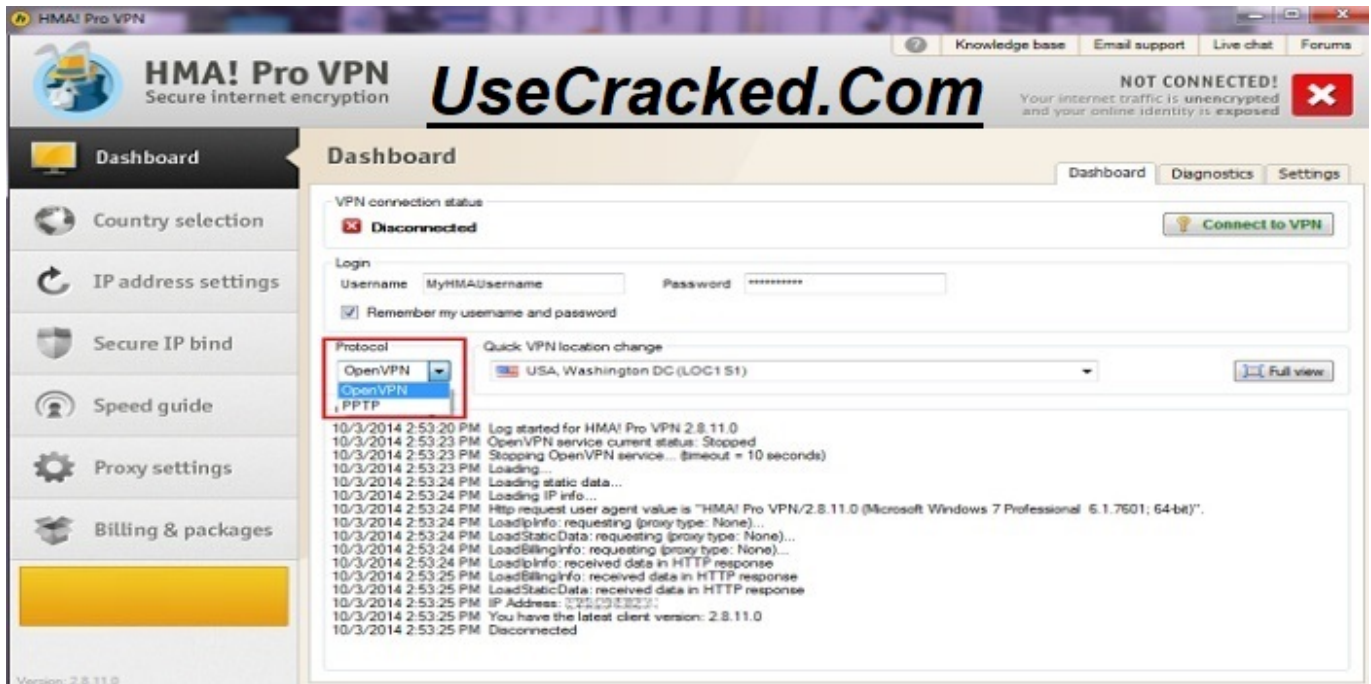 HMA! Pro VPN
Knowledge base Email support Live chat Forums
HMA! Pro VPN
Secure internet encryption
UseCracked.Com
NOT CONNECTED!
Your internet traffic is unencrypted
and your online identity is exposed
Dashboard
Country selection
IP address settings
Secure IP bind
Speed guide
Proxy settings
Billing & packages
Version: 2.8.11.0
Dashboard
Dashboard Diagnostics Settings
VPN connection status
Disconnected
Connect to VPN
Login
Username MyHMAUsername Password **********
Remember my username and password
Protocol
OpenVPN
OpenVPN
PPTP
Quick VPN location change
USA, Washington DC (LOC1 S1)
Full view
10/3/2014 2:53:20 PM Log started for HMA! Pro VPN 2.8.11.0
10/3/2014 2:53:23 PM OpenVPN service current status: Stopped
10/3/2014 2:53:23 PM Stopping OpenVPN service... (timeout = 10 seconds)
10/3/2014 2:53:23 PM Loading...
10/3/2014 2:53:24 PM Loading static data...
10/3/2014 2:53:24 PM Loading IP info...
10/3/2014 2:53:24 PM Http request user agent value is "HMA! Pro VPN/2.8.11.0 (Microsoft Windows 7 Professional 6.1.7601; 64-bit)".
10/3/2014 2:53:24 PM LoadIpInfo: requesting (proxy type: None)...
10/3/2014 2:53:24 PM LoadStaticData: requesting (proxy type: None)...
10/3/2014 2:53:24 PM LoadBillingInfo: requesting (proxy type: None)...
10/3/2014 2:53:24 PM LoadIpInfo: received data in HTTP response
10/3/2014 2:53:25 PM LoadBillingInfo: received data in HTTP response
10/3/2014 2:53:25 PM LoadStaticData: received data in HTTP response
10/3/2014 2:53:25 PM IP Address:
10/3/2014 2:53:25 PM You have the latest client version: 2.8.11.0
10/3/2014 2:53:25 PM Disconnected